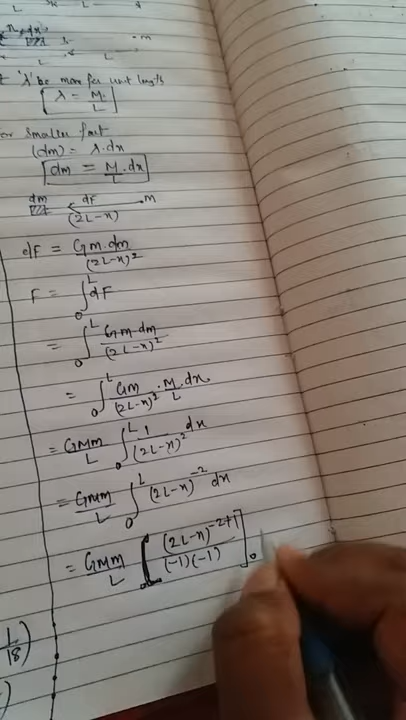 'λ' be mass per unit length
[λ = M/L]
for smaller part
(dm) = λ.dx
dm = M/L .dx
dm dF m
(2L-x)
dF = Gm.dm/(2L-x)²
F = ∫₀ᴸ dF
= ∫₀ᴸ Gm.dm/(2L-x)²
= ∫₀ᴸ Gm/(2L-x)² . M/L .dx
= GMm/L ∫₀ᴸ 1/(2L-x)² dx
= GMm/L ∫₀ᴸ (2L-x)⁻² dx
= GMm/L [(2L-x)⁻²⁺¹/(-1)(-1)]₀